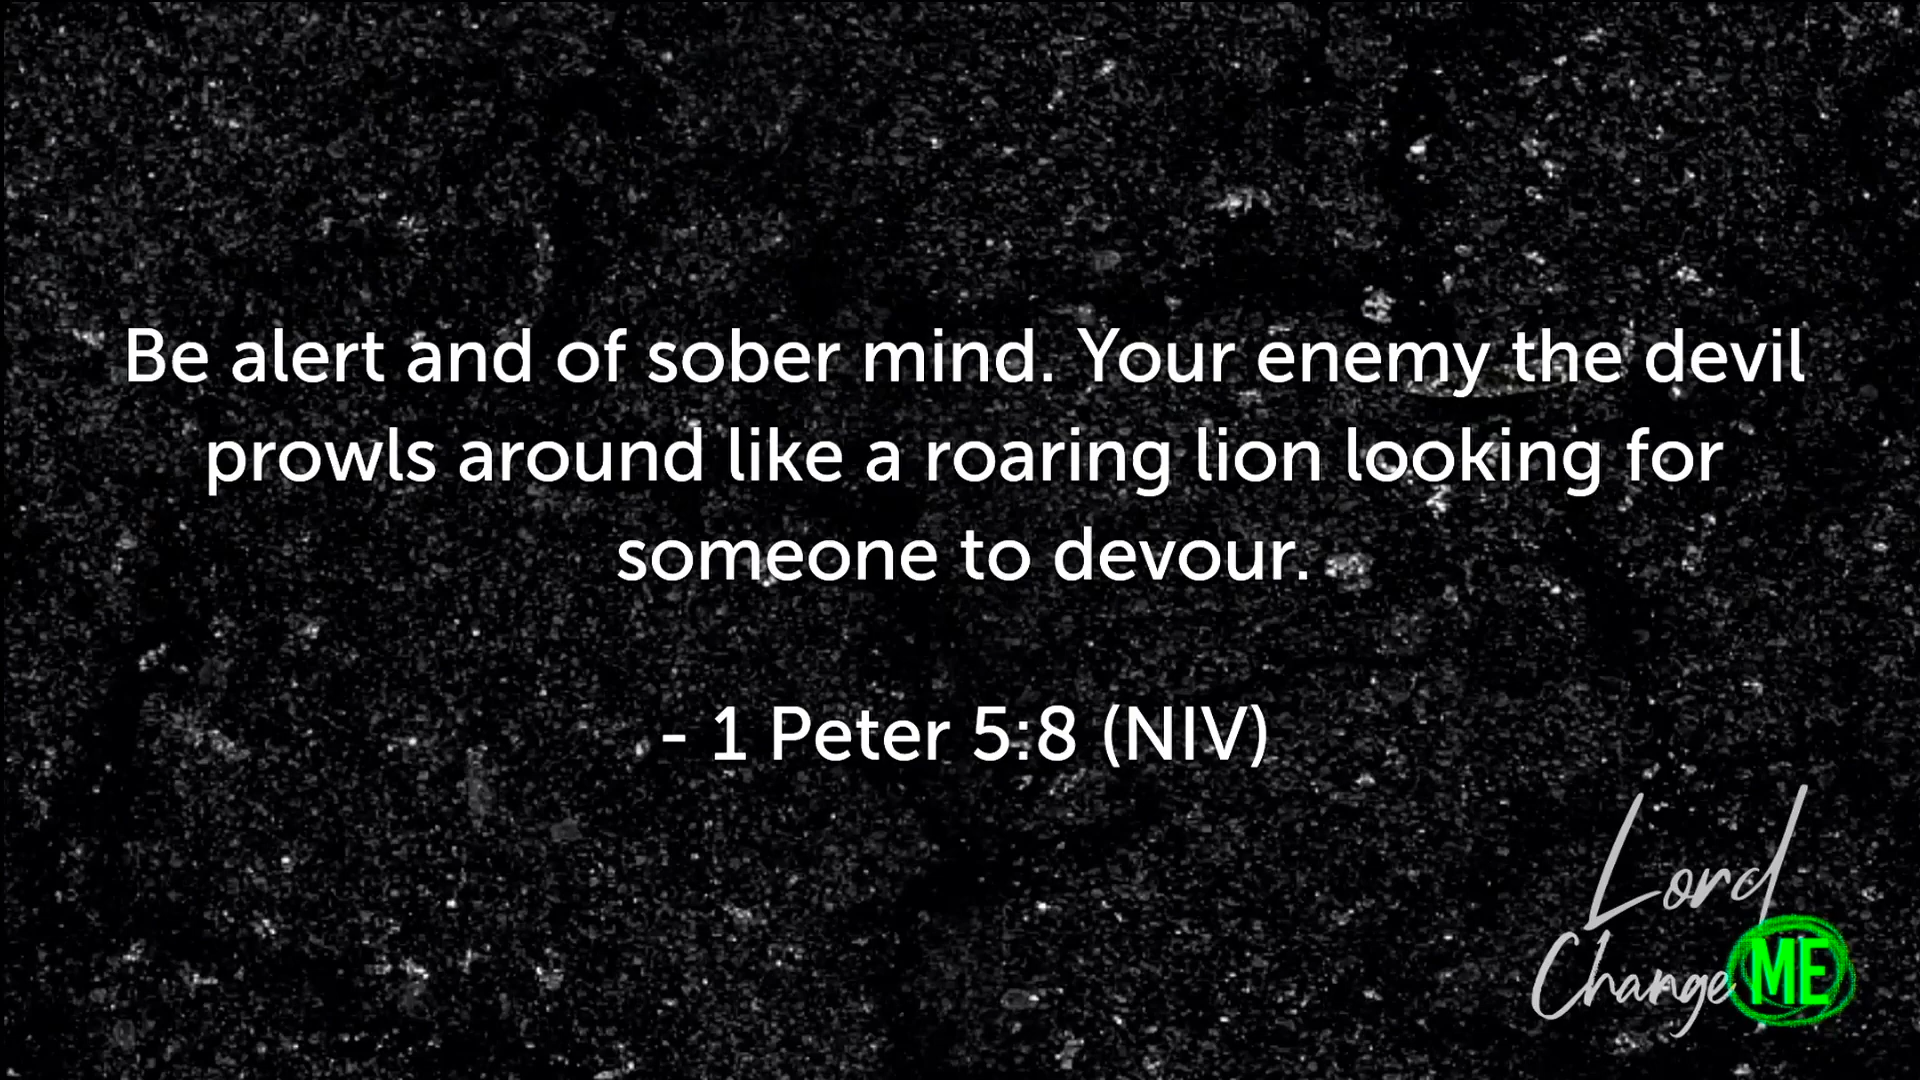 Be alert and of sober mind. Your enemy the devil
prowls around like a roaring lion looking for
someone to devour.
- 1 Peter 5:8 (NIV)
Lord
Change ME